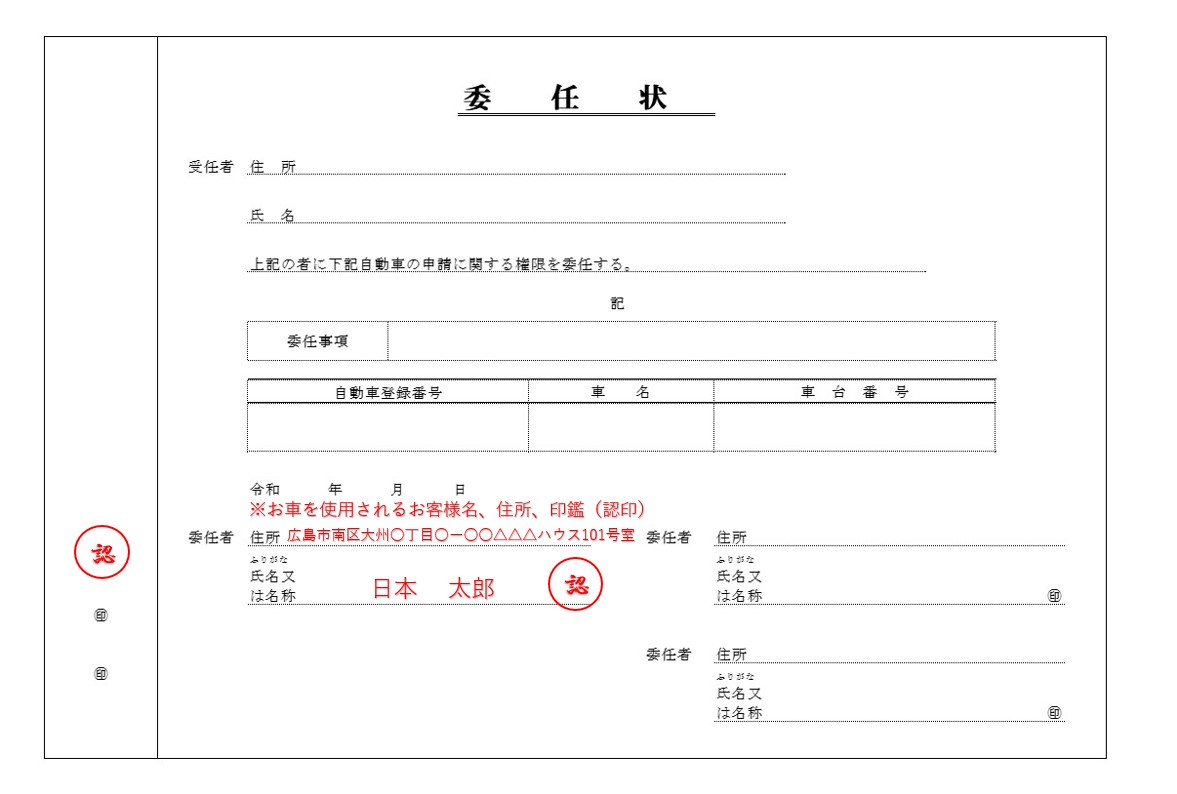 委 任 状
受任者 住 所
氏 名
上記の者に下記自動車の申請に関する権限を委任する。
記
委任事項
自動車登録番号 車 名 車 台 番 号
令和 年 月 日
※お車を使用されるお客様名、住所、印鑑（認印）
委任者 住所 広島市南区大州〇丁目〇ー〇〇△△△ハウス101号室 委任者 住所
認
ふりがな ふりがな
氏名又 氏名又
は名称 日本 太郎 認 は名称 ㊞
㊞
委任者 住所
㊞
ふりがな
氏名又
は名称 ㊞